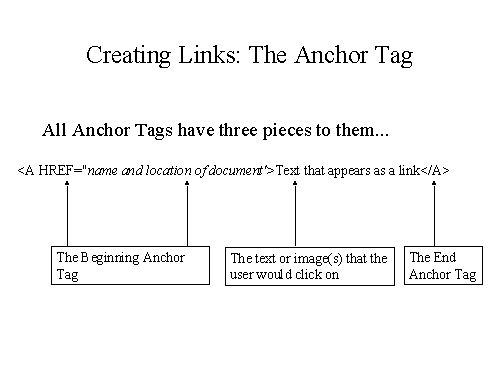 Creating Links: The Anchor Tag
All Anchor Tags have three pieces to them...
<A HREF="name and location of document">Text that appears as a link</A>
The Beginning Anchor
Tag
The text or image(s) that the
user would click on
The End
Anchor Tag